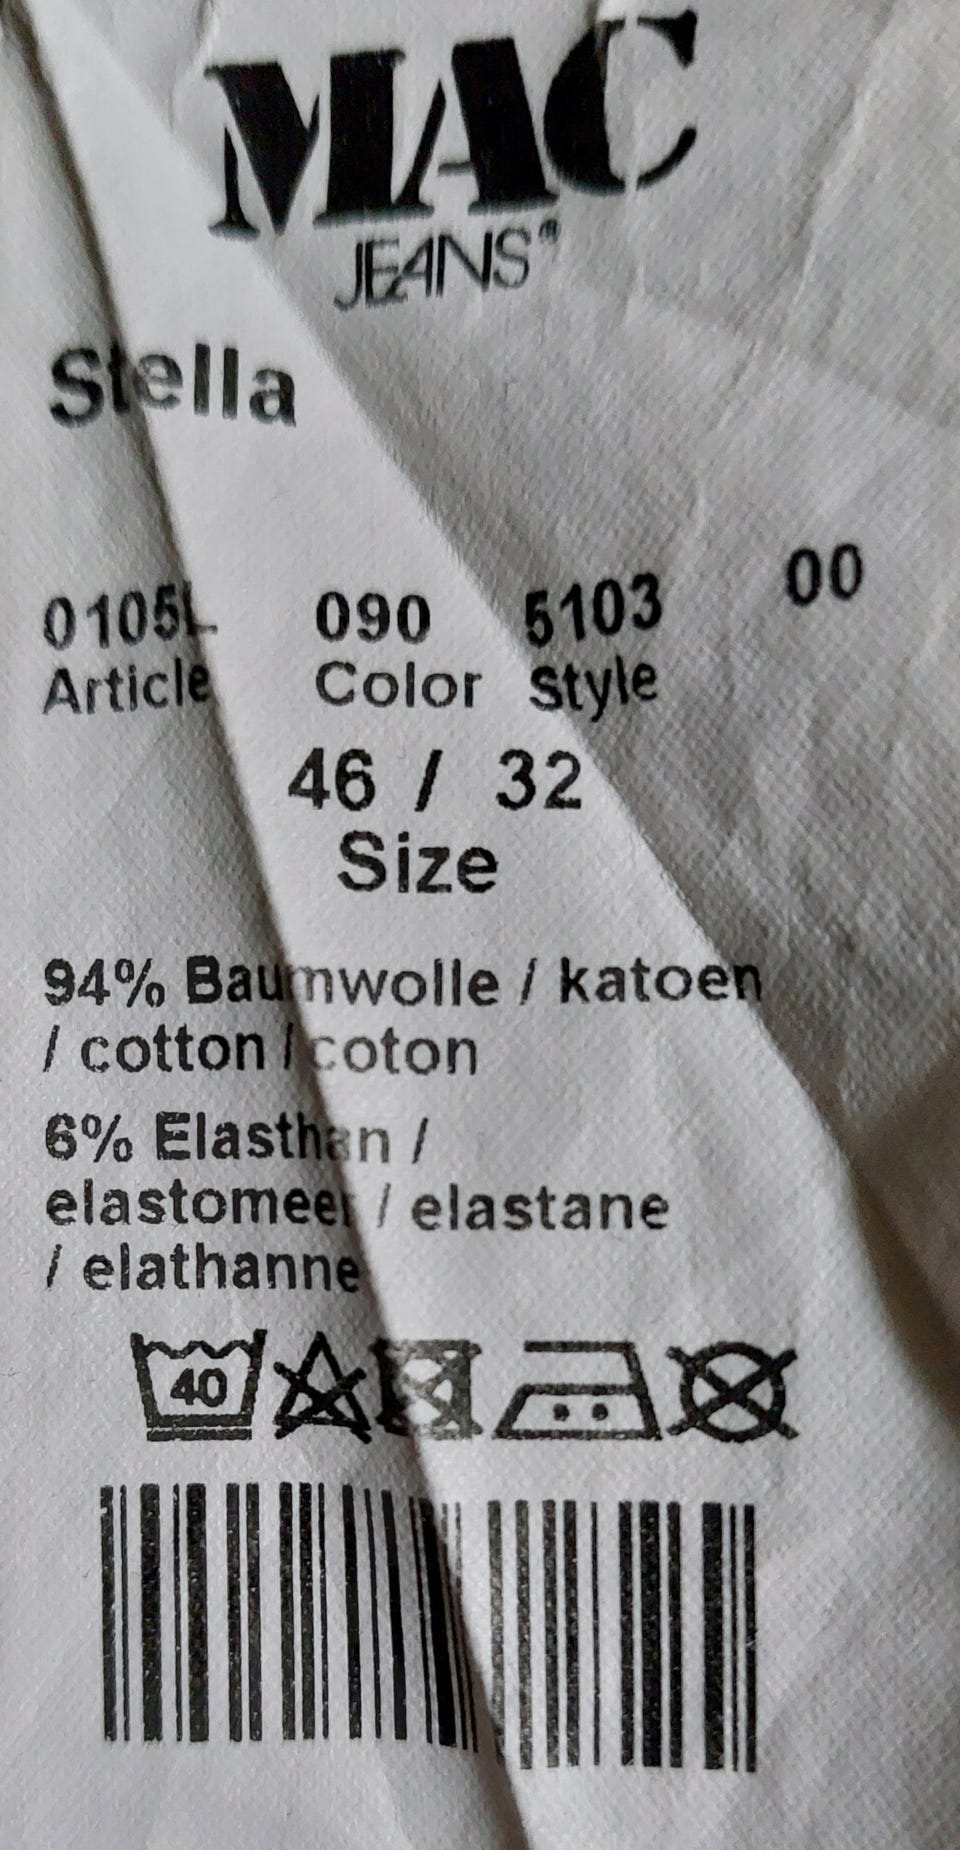 MAC
JEANS®
Stella
0105L 090 5103 00
Article Color Style
46 / 32
Size
94% Baumwolle / katoen
/ cotton / coton
6% Elasthan /
elastomeer / elastane
/ elathanne
40